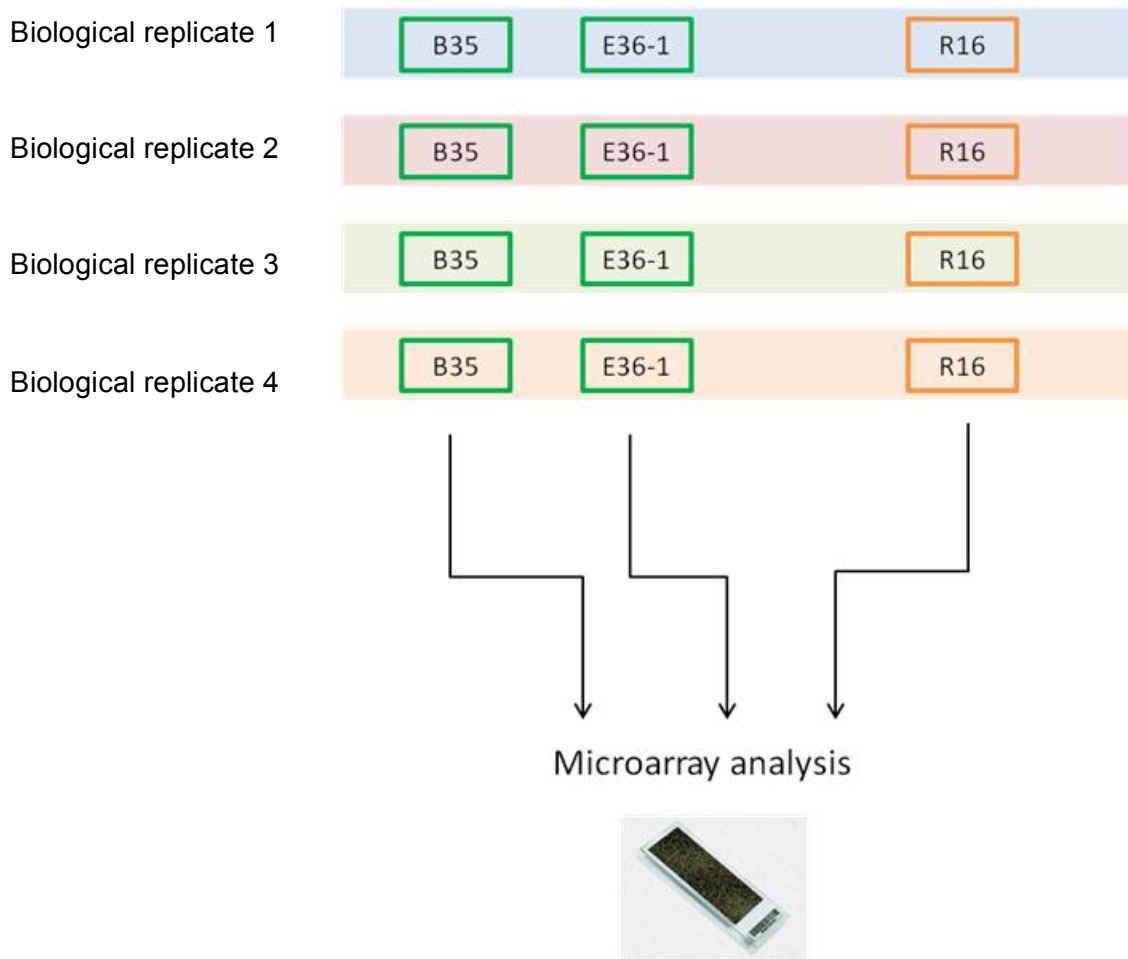 Biological replicate 1
B35 E36-1 R16
Biological replicate 2
B35 E36-1 R16
Biological replicate 3
B35 E36-1 R16
Biological replicate 4
B35 E36-1 R16
Microarray analysis